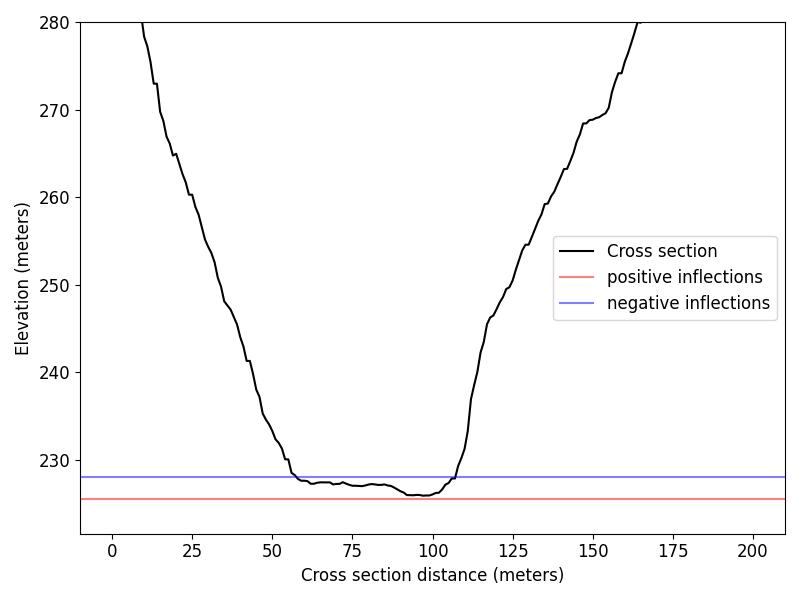 280
270
260
250
240
230
Elevation (meters)
Cross section
positive inflections
negative inflections
0 25 50 75 100 125 150 175 200
Cross section distance (meters)